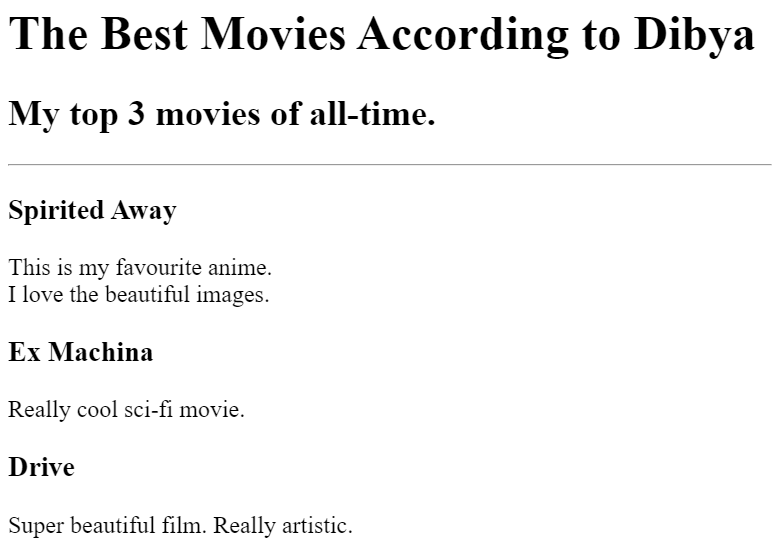 The Best Movies According to Dibya
My top 3 movies of all-time.
Spirited Away
This is my favourite anime.
I love the beautiful images.
Ex Machina
Really cool sci-fi movie.
Drive
Super beautiful film. Really artistic.